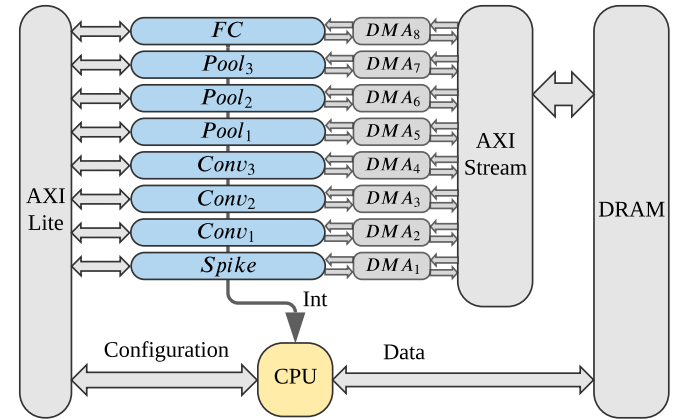 FC DMA₈
Pool₃ DMA₇
Pool₂ DMA₆
Pool₁ DMA₅
Conv₃ DMA₄
Conv₂ DMA₃
Conv₁ DMA₂
Spike DMA₁
AXI
Lite
AXI
Stream
DRAM
Int
Configuration
CPU
Data